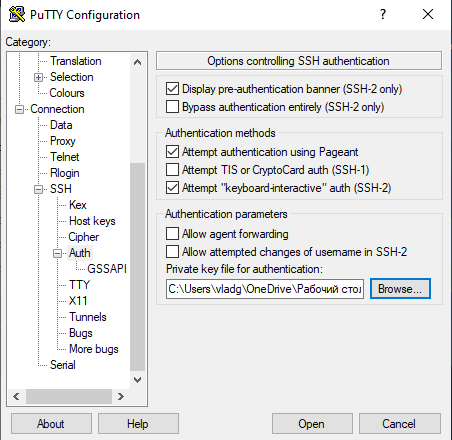 PuTTY Configuration
Category:
Translation
Selection
Colours
Connection
Data
Proxy
Telnet
Rlogin
SSH
Kex
Host keys
Cipher
Auth
GSSAPI
TTY
X11
Tunnels
Bugs
More bugs
Serial
Options controlling SSH authentication
Display pre-authentication banner (SSH-2 only)
Bypass authentication entirely (SSH-2 only)
Authentication methods
Attempt authentication using Pageant
Attempt TIS or CryptoCard auth (SSH-1)
Attempt "keyboard-interactive" auth (SSH-2)
Authentication parameters
Allow agent forwarding
Allow attempted changes of username in SSH-2
Private key file for authentication:
C:\Users\vladg\OneDrive\Рабочий стол Browse...
About Help Open Cancel